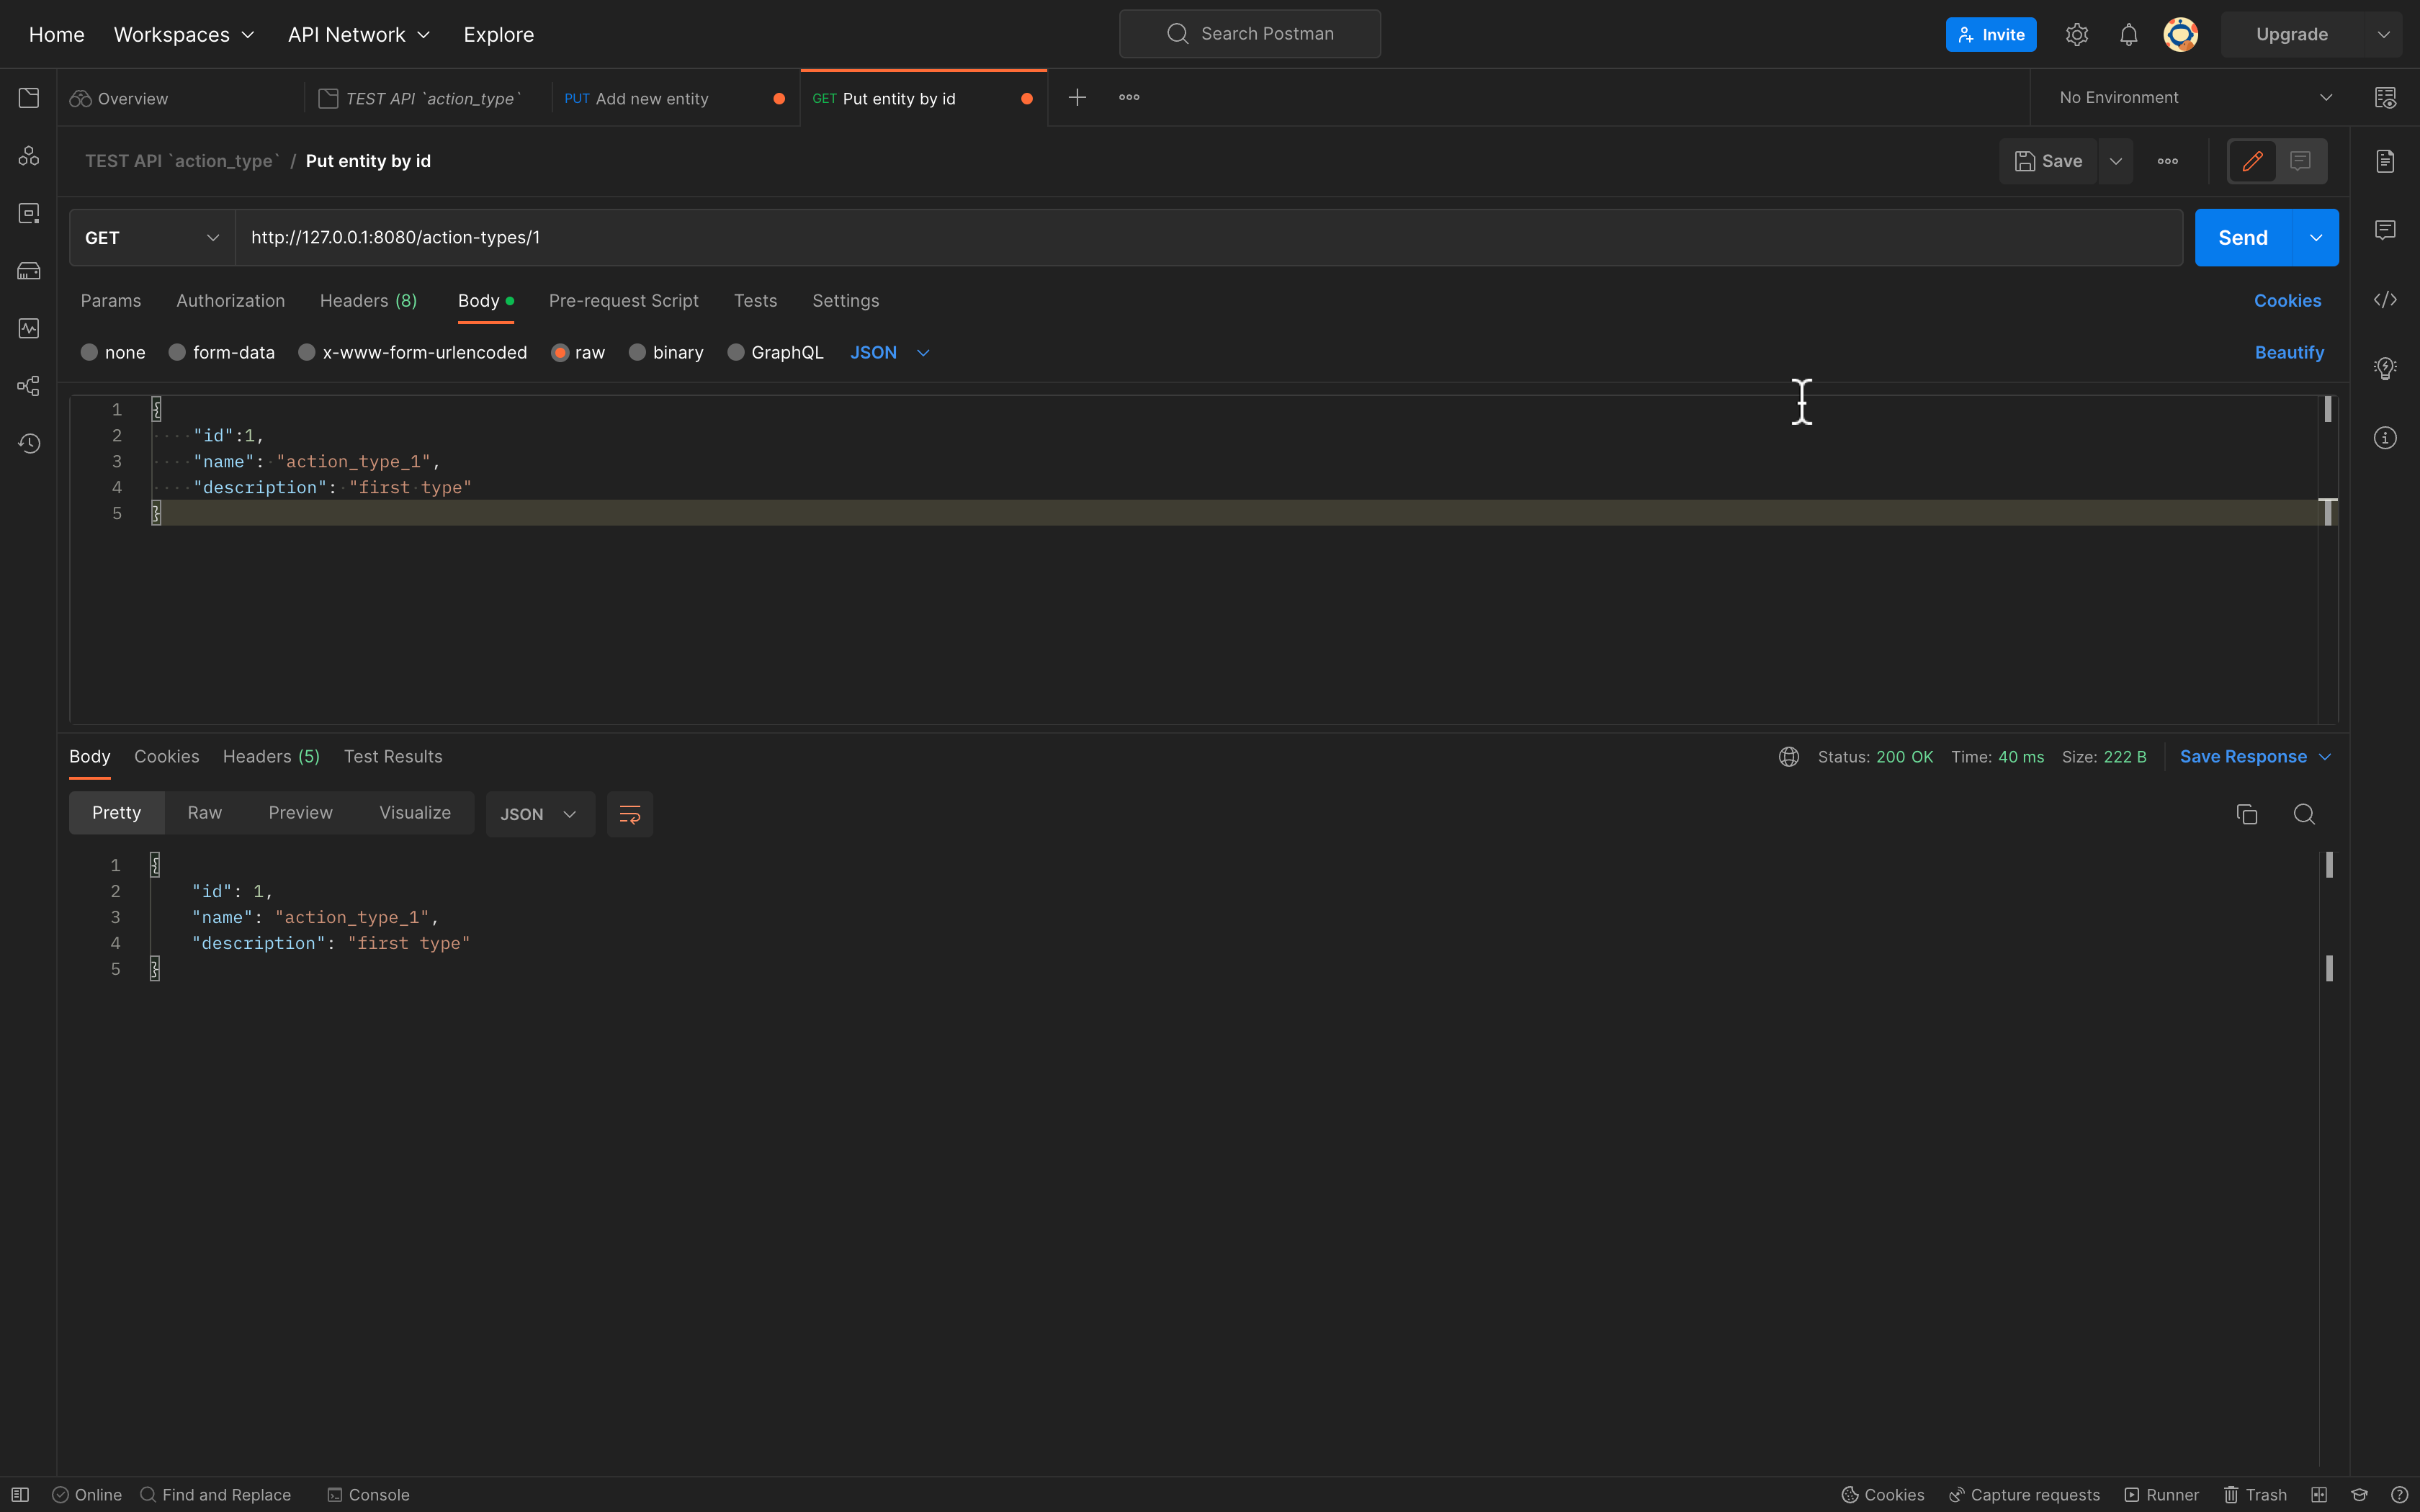 Home Workspaces API Network Explore Search Postman Invite Upgrade
Overview TEST API `action_type` PUT Add new entity GET Put entity by id No Environment
TEST API `action_type` / Put entity by id Save
GET http://127.0.0.1:8080/action-types/1 Send
Params Authorization Headers (8) Body Pre-request Script Tests Settings Cookies
none form-data x-www-form-urlencoded raw binary GraphQL JSON Beautify
1 {
2 "id":1,
3 "name": "action_type_1",
4 "description": "first type"
5 }
Body Cookies Headers (5) Test Results Status: 200 OK Time: 40 ms Size: 222 B Save Response
Pretty Raw Preview Visualize JSON
1 {
2 "id": 1,
3 "name": "action_type_1",
4 "description": "first type"
5 }
Online Find and Replace Console Cookies Capture requests Runner Trash